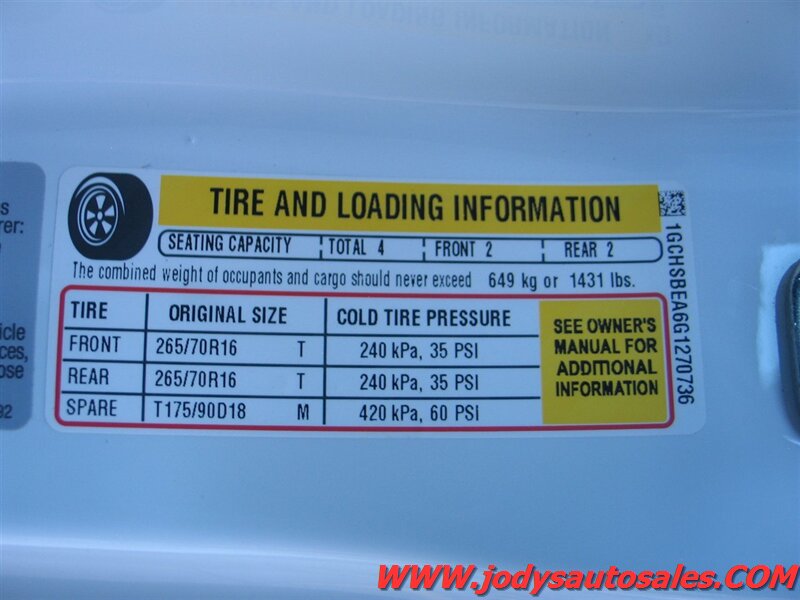 TIRE AND LOADING INFORMATION
SEATING CAPACITY TOTAL 4 FRONT 2 REAR 2
The combined weight of occupants and cargo should never exceed 649 kg or 1431 lbs.
TIRE ORIGINAL SIZE COLD TIRE PRESSURE
FRONT 265/70R16 T 240 kPa, 35 PSI
REAR 265/70R16 T 240 kPa, 35 PSI
SPARE T175/90D18 M 420 kPa, 60 PSI
SEE OWNER'S
MANUAL FOR
ADDITIONAL
INFORMATION
1GCHSBEA6G1270736
WWW.jodysautosales.COM